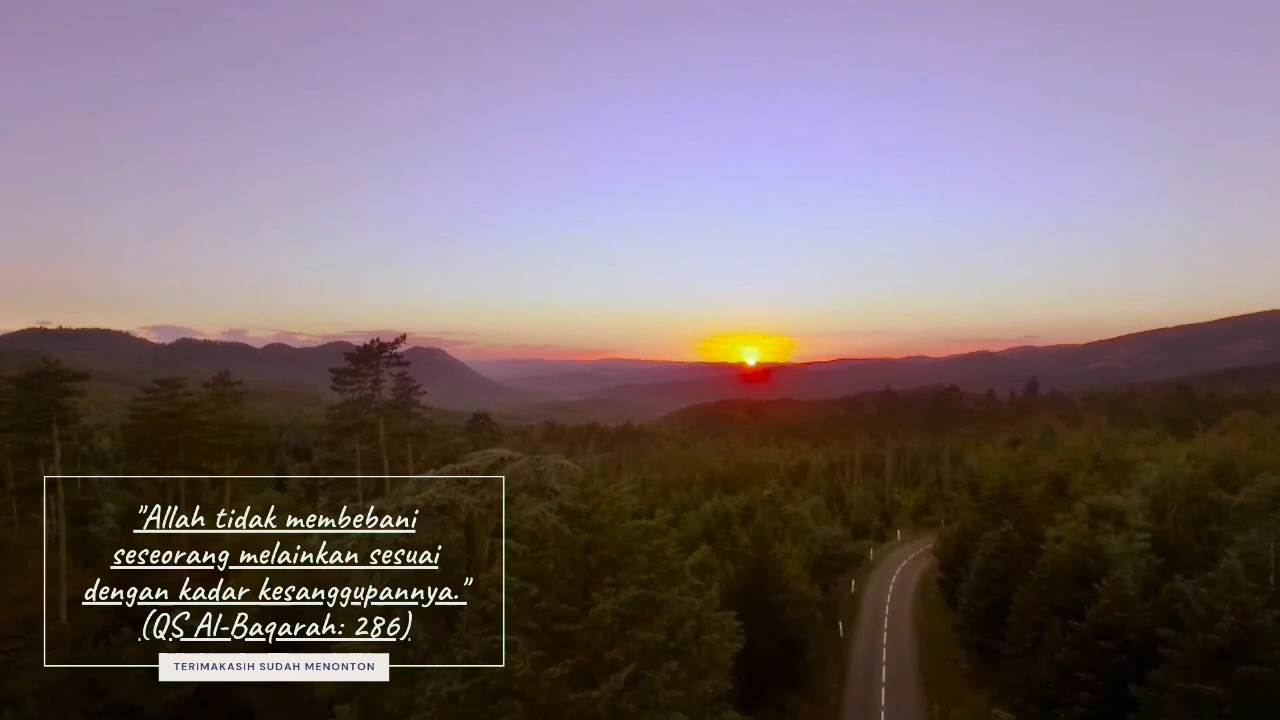 "Allah tidak membebani
seseorang melainkan sesuai
dengan kadar kesanggupannya."
(QS Al-Baqarah: 286)
TERIMAKASIH SUDAH MENONTON